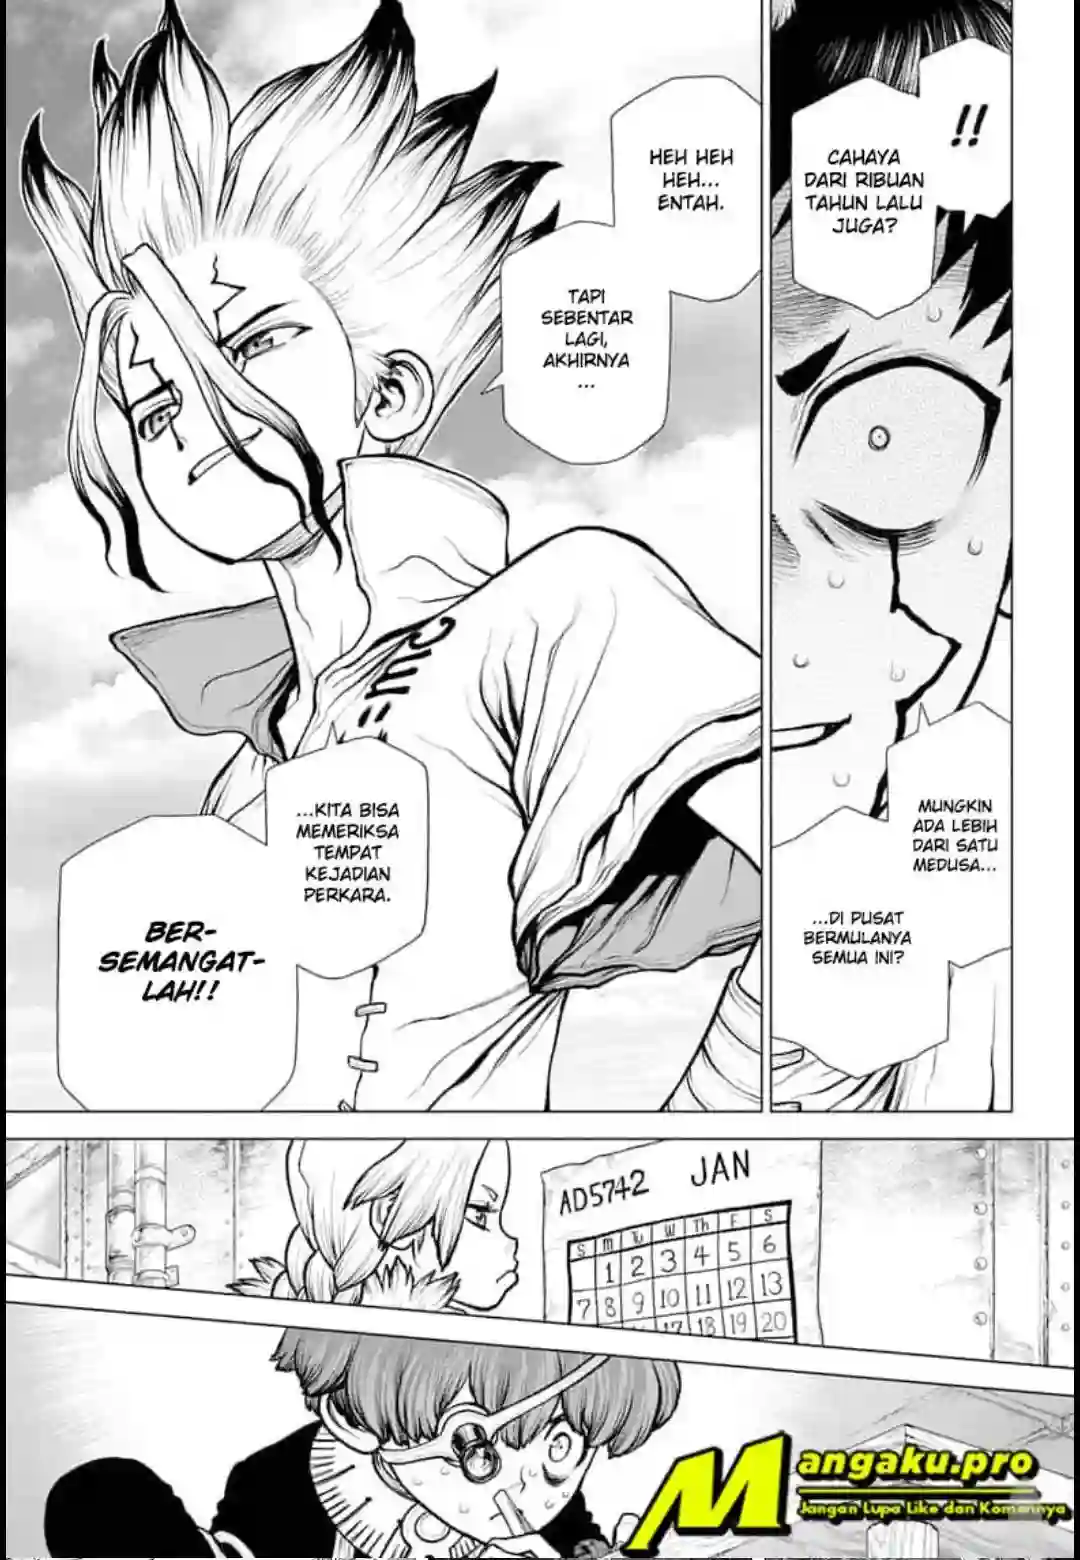 !!
CAHAYA
DARI RIBUAN
TAHUN LALU
JUGA?
MUNGKIN
ADA LEBIH
DARI SATU
MEDUSA...
...DI PUSAT
BERMULANYA
SEMUA INI?
HEH HEH
HEH...
ENTAH.
TAPI
SEBENTAR
LAGI,
AKHIRNYA
...
=mc
...KITA BISA
MEMERIKSA
TEMPAT
KEJADIAN
PERKARA.
BER-
SEMANGAT-
LAH!!
AD5742 JAN
S m Tu W Th F S
1 2 3 4 5 6
7 8 9 10 11 12 13
17 18 19 20
Mangaku.pro
Jangan Lupa Like dan Komennya